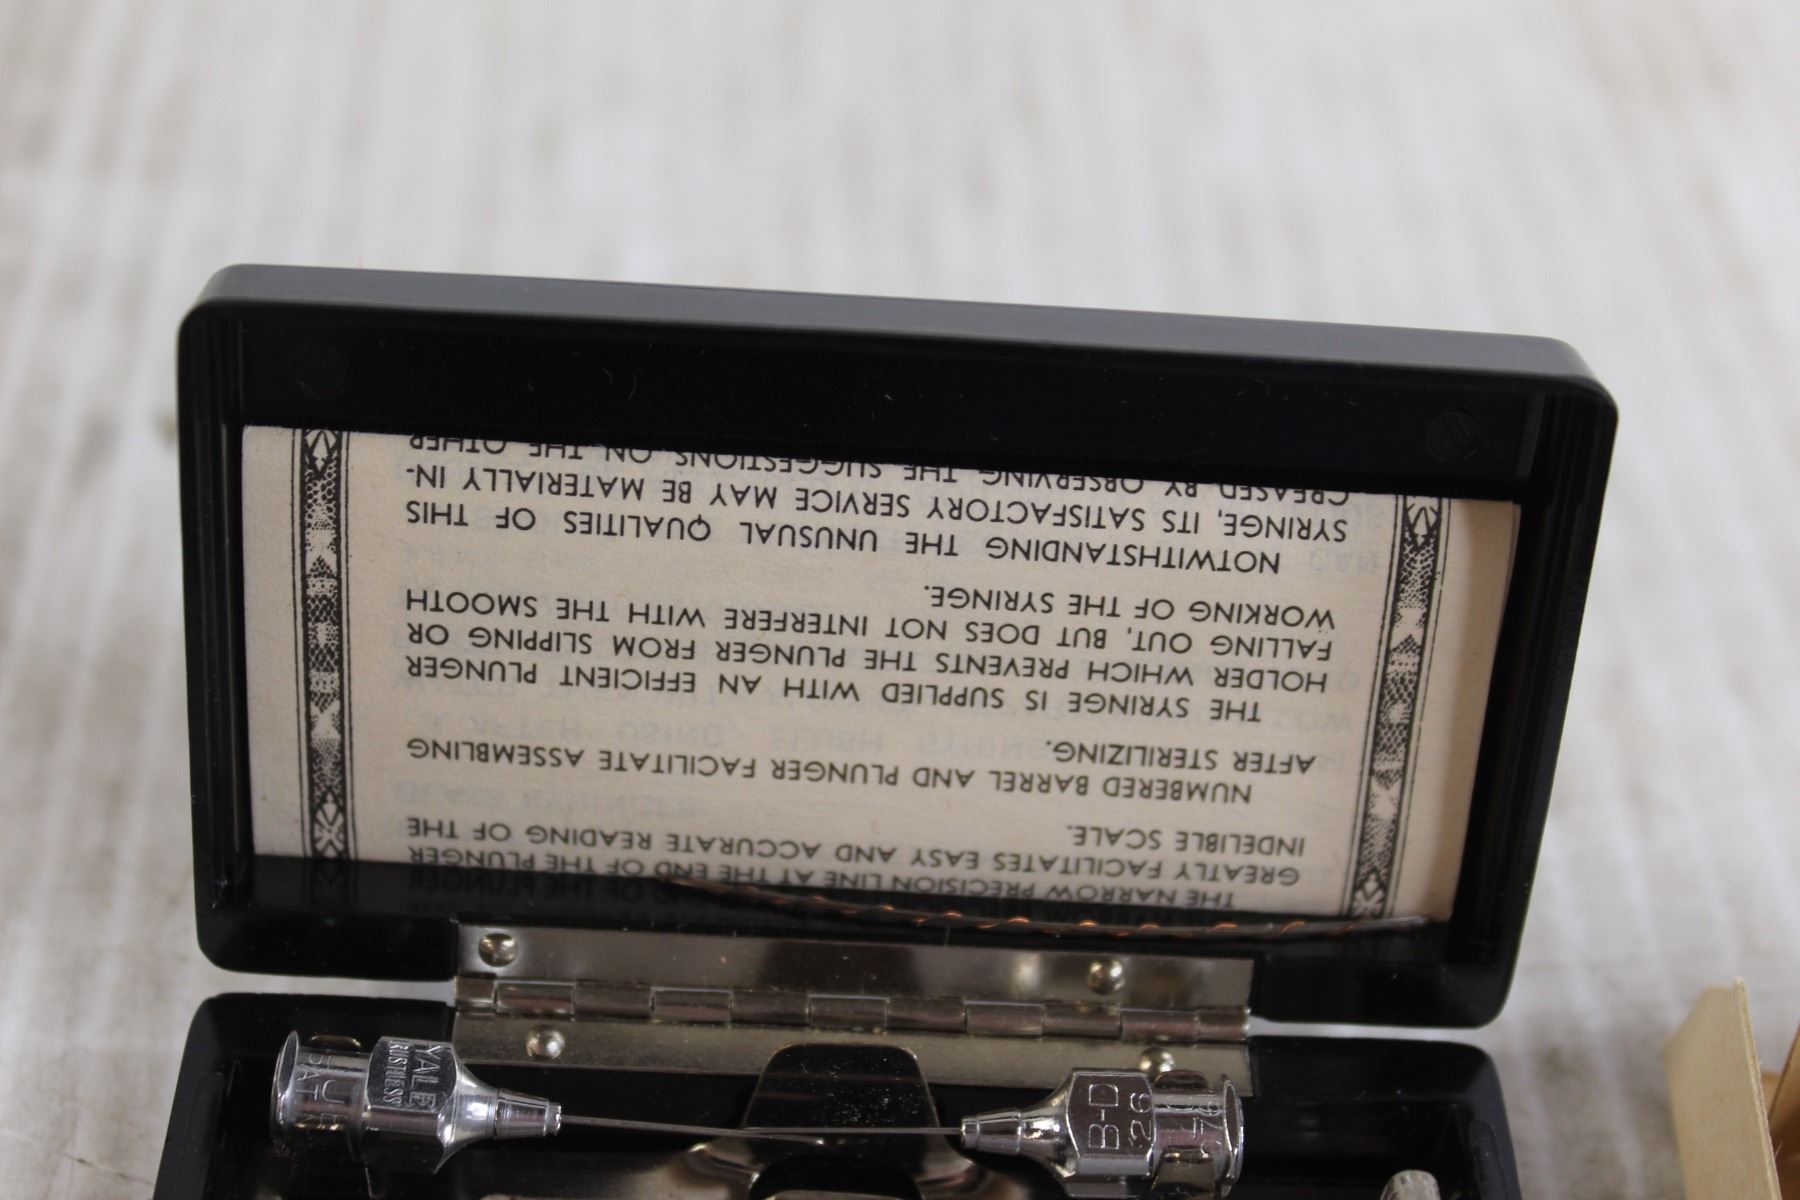 THE NARROW PRECISION LINE AT THE END OF THE PLUNGER
GREATLY FACILITATES EASY AND ACCURATE READING OF THE
INDELIBLE SCALE.
NUMBERED BARREL AND PLUNGER FACILITATE ASSEMBLING
AFTER STERILIZING.
THE SYRINGE IS SUPPLIED WITH AN EFFICIENT PLUNGER
HOLDER WHICH PREVENTS THE PLUNGER FROM SLIPPING OR
FALLING OUT, BUT DOES NOT INTERFERE WITH THE SMOOTH
WORKING OF THE SYRINGE.
NOTWITHSTANDING THE UNUSUAL QUALITIES OF THIS
SYRINGE, ITS SATISFACTORY SERVICE MAY BE MATERIALLY IN-
CREASED BY OBSERVING THE SUGGESTIONS ON THE OTHER
YALE
RUSTLESS
B-D
26